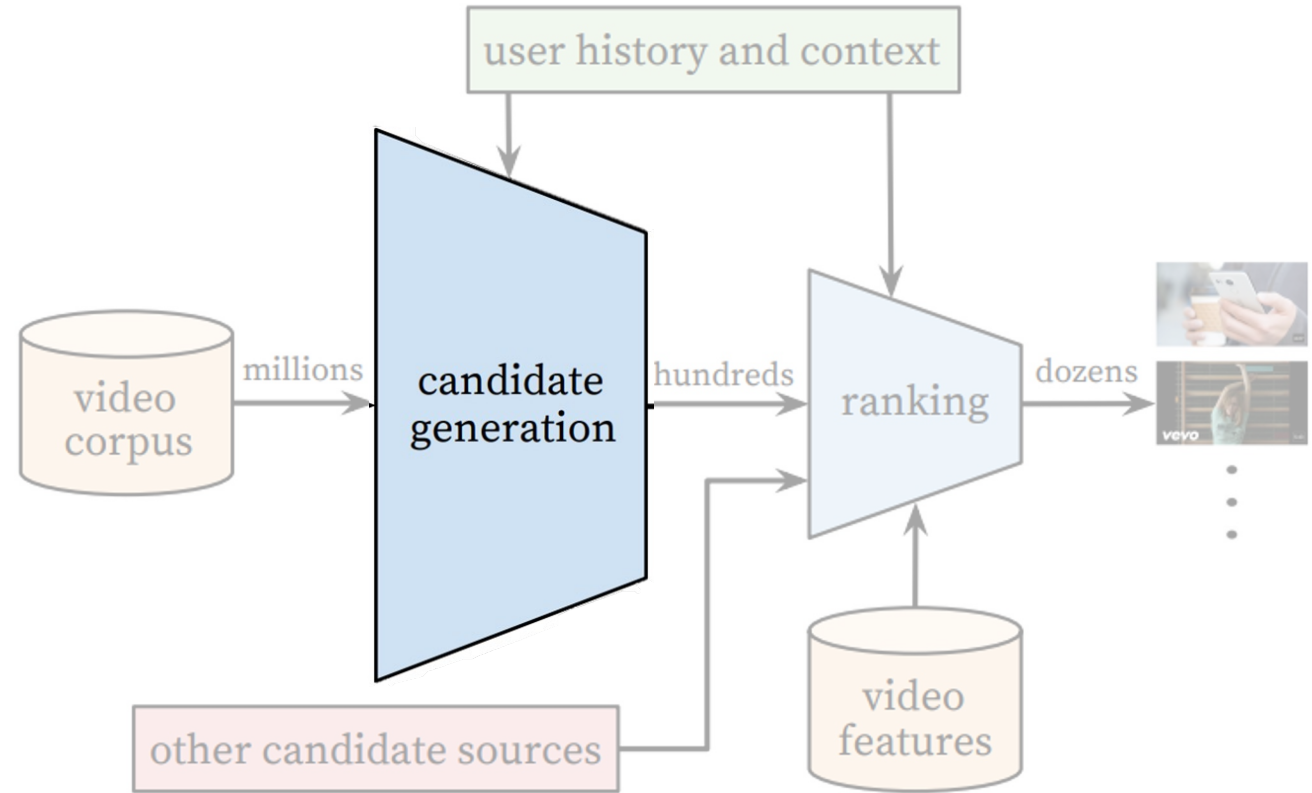 user history and context
millions
hundreds
dozens
video
corpus
candidate
generation
ranking
vevo
other candidate sources
video
features